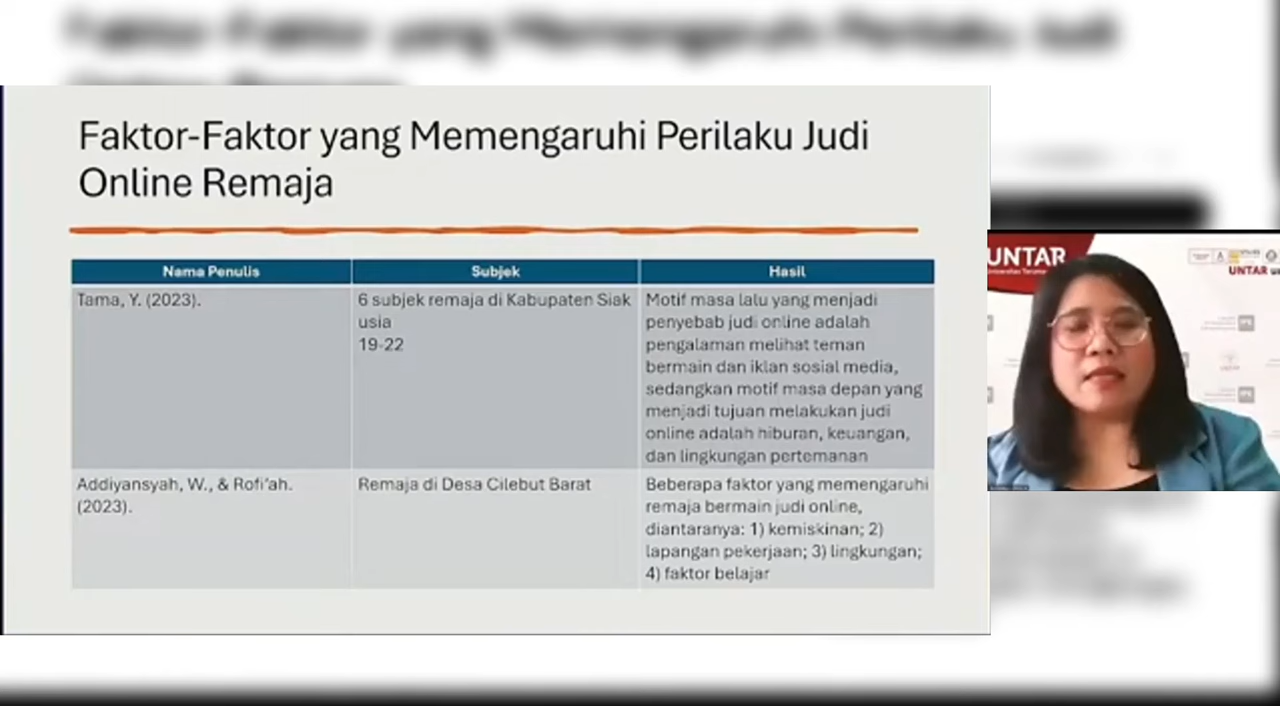 Faktor-Faktor yang Memengaruhi Perilaku Judi
Online Remaja
Nama Penulis
Subjek
Hasil
Tama, Y. (2023).
6 subjek remaja di Kabupaten Siak
usia
19-22
Motif masa lalu yang menjadi
penyebab judi online adalah
pengalaman melihat teman
bermain dan iklan sosial media,
sedangkan motif masa depan yang
menjadi tujuan melakukan judi
online adalah hiburan, keuangan,
dan lingkungan pertemanan
Addiyansyah, W., & Rofi'ah.
(2023).
Remaja di Desa Cilebut Barat
Beberapa faktor yang memengaruhi
remaja bermain judi online,
diantaranya: 1) kemiskinan; 2)
lapangan pekerjaan; 3) lingkungan;
4) faktor belajar
UNTAR
UNTAR